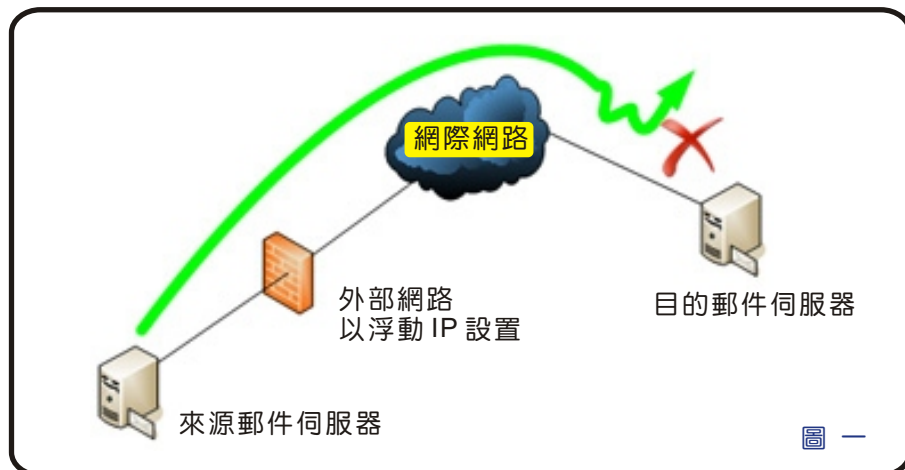 網際網路
外部網路
以浮動 IP 設置
目的郵件伺服器
來源郵件伺服器
圖 一